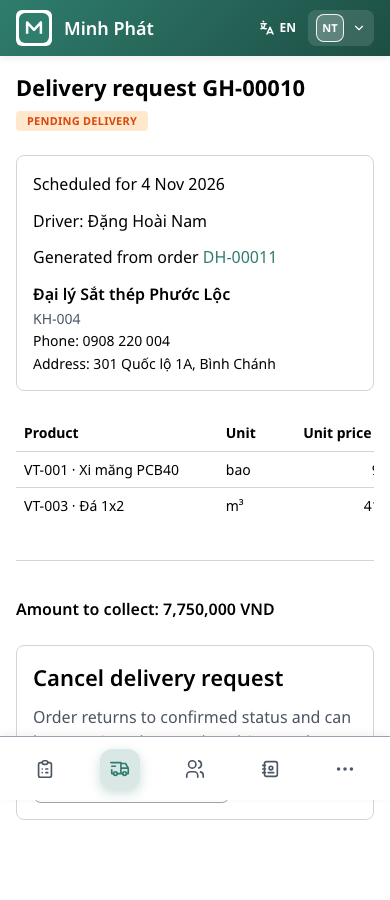 Minh Phát
EN
NT
Delivery request GH-00010
PENDING DELIVERY
Scheduled for 4 Nov 2026
Driver: Đặng Hoài Nam
Generated from order DH-00011
Đại lý Sắt thép Phước Lộc
KH-004
Phone: 0908 220 004
Address: 301 Quốc lộ 1A, Bình Chánh
Product Unit Unit price
VT-001 · Xi măng PCB40 bao
VT-003 · Đá 1x2 m³ 41
Amount to collect: 7,750,000 VND
Cancel delivery request
Order returns to confirmed status and can